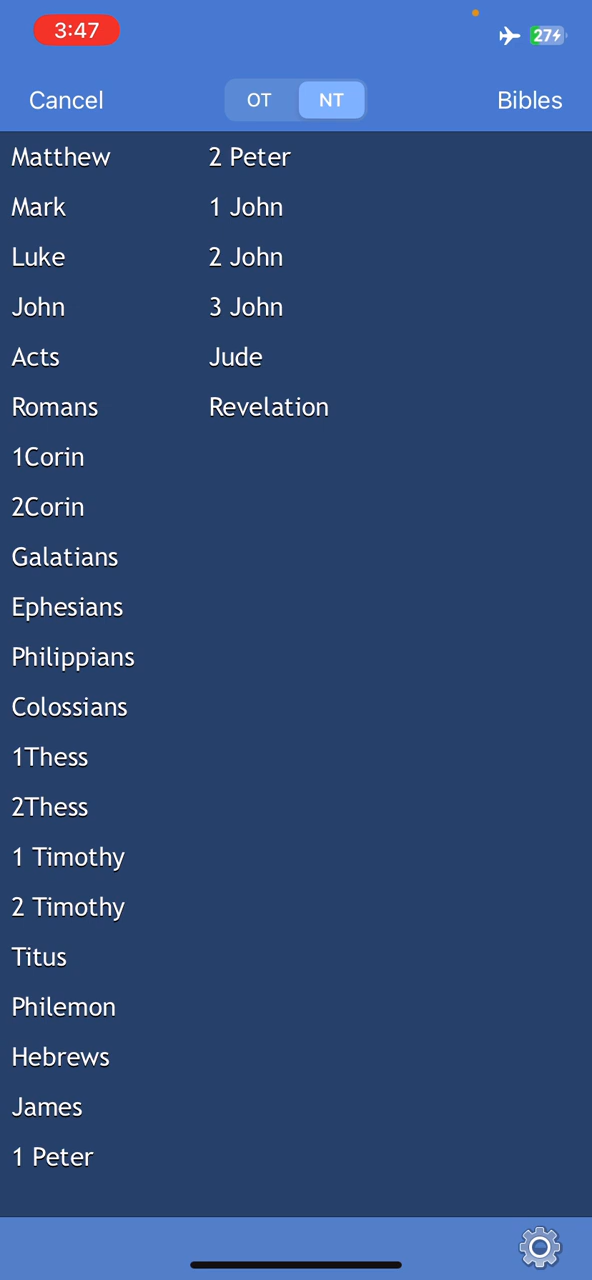 3:47
27
Cancel
OT
NT
Bibles
Matthew
Mark
Luke
John
Acts
Romans
1Corin
2Corin
Galatians
Ephesians
Philippians
Colossians
1Thess
2Thess
1 Timothy
2 Timothy
Titus
Philemon
Hebrews
James
1 Peter
2 Peter
1 John
2 John
3 John
Jude
Revelation